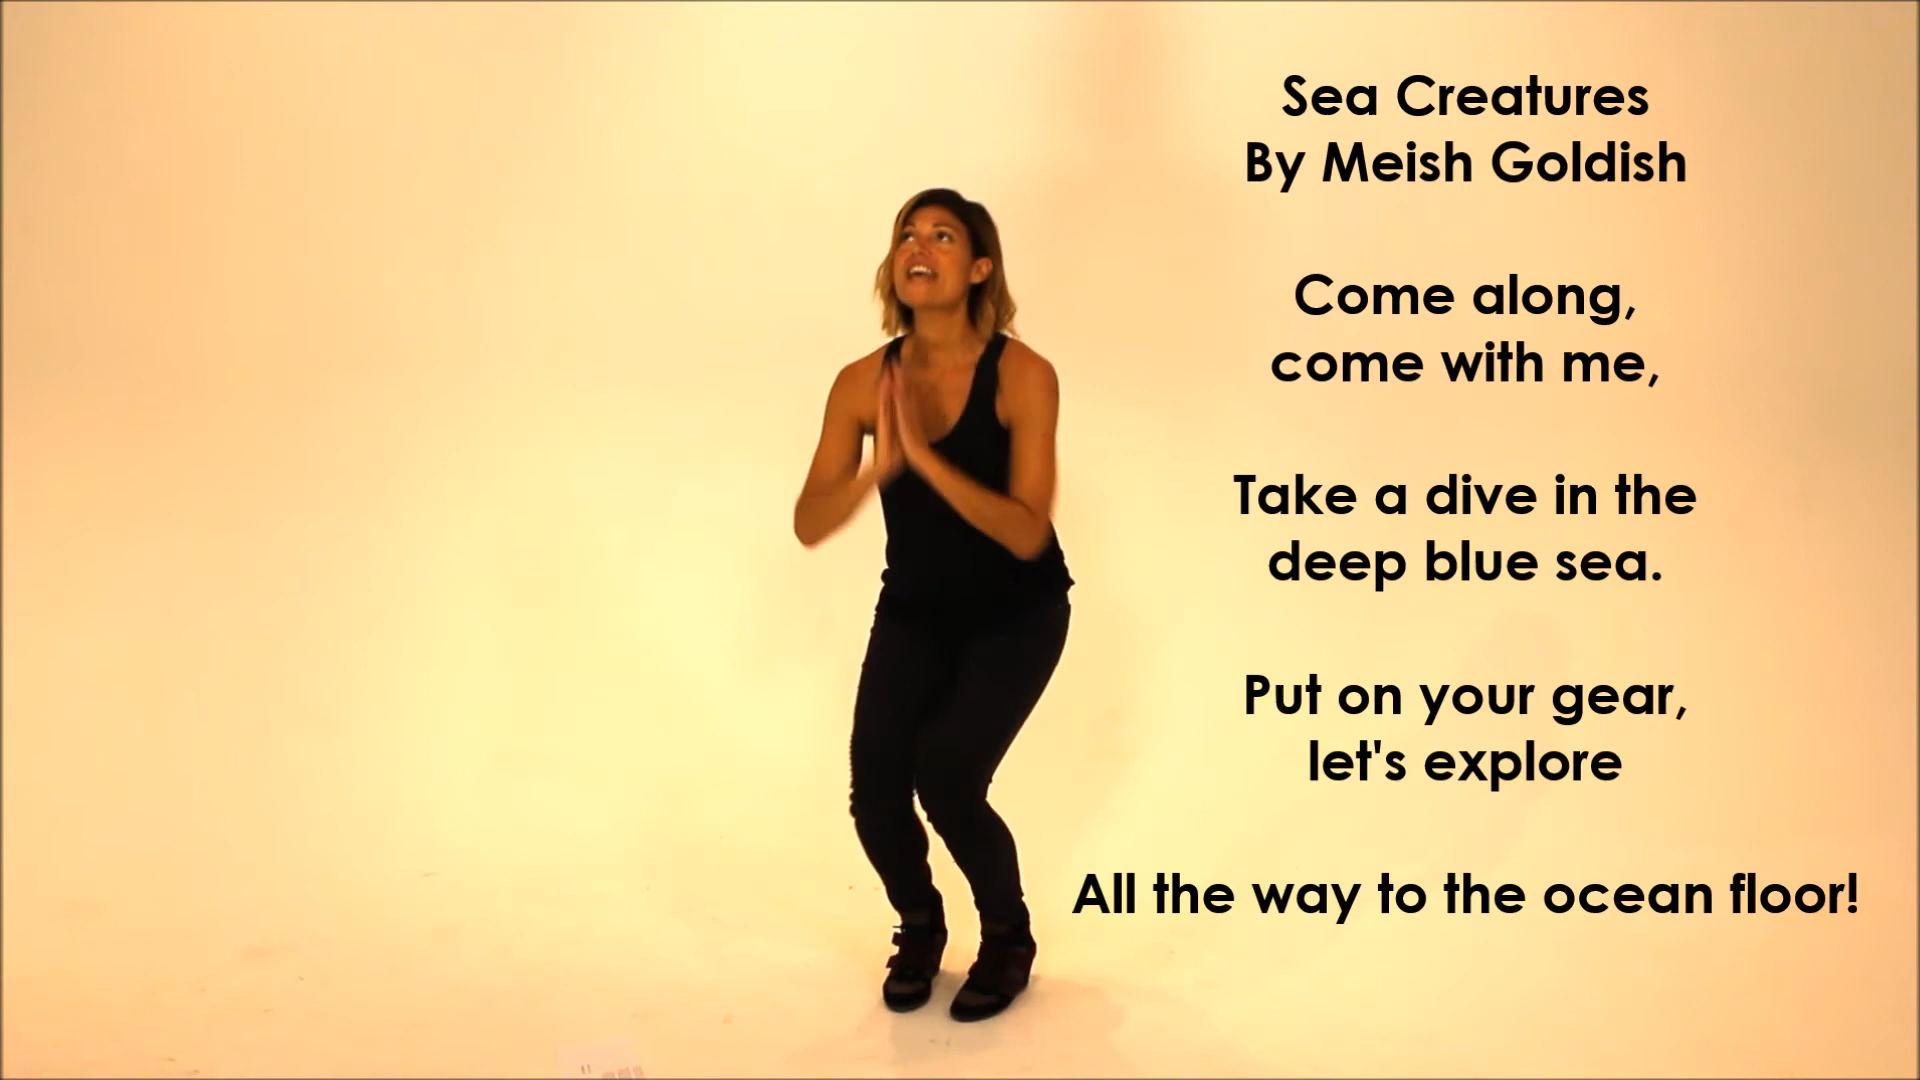 Sea Creatures
By Meish Goldish
Come along,
come with me,
Take a dive in the
deep blue sea.
Put on your gear,
let's explore
All the way to the ocean floor!